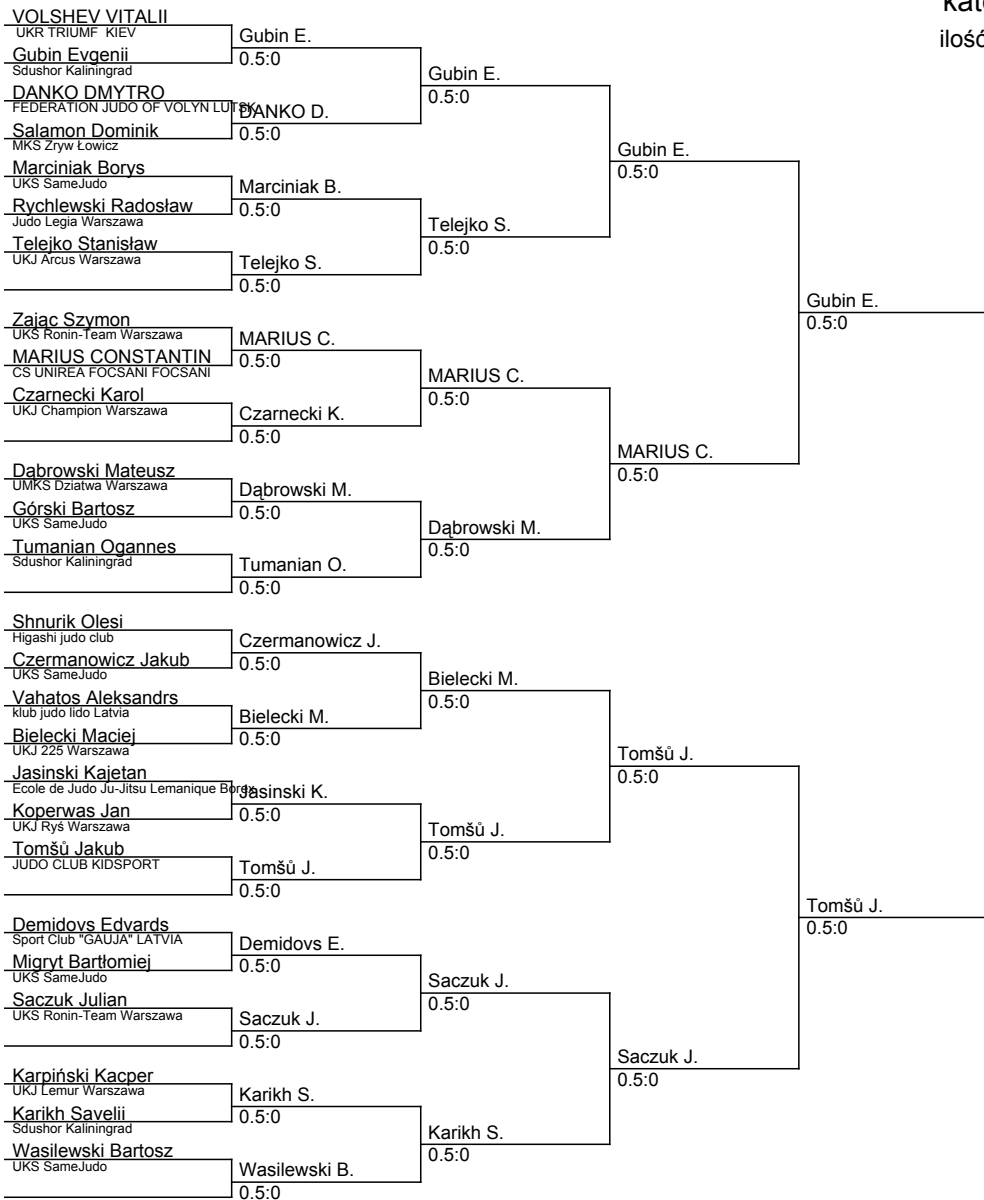 kate
ilość
VOLSHEV VITALII
UKR TRIUMF KIEV
Gubin Evgenii
Sdushor Kaliningrad
DANKO DMYTRO
FEDERATION JUDO OF VOLYN LUTSK
Salamon Dominik
MKS Zryw Łowicz
Marciniak Borys
UKS SameJudo
Rychlewski Radosław
Judo Legia Warszawa
Telejko Stanisław
UKJ Arcus Warszawa
Zając Szymon
UKS Ronin-Team Warszawa
MARIUS CONSTANTIN
CS UNIREA FOCSANI FOCSANI
Czarnecki Karol
UKJ Champion Warszawa
Dąbrowski Mateusz
UMKS Dziatwa Warszawa
Górski Bartosz
UKS SameJudo
Tumanian Ogannes
Sdushor Kaliningrad
Shnurik Olesi
Higashi judo club
Czermanowicz Jakub
UKS SameJudo
Vahatos Aleksandrs
klub judo lido Latvia
Bielecki Maciej
UKJ 225 Warszawa
Jasinski Kajetan
Ecole de Judo Ju-Jitsu Lemanique Borex
Koperwas Jan
UKJ Ryś Warszawa
Tomšů Jakub
JUDO CLUB KIDSPORT
Demidovs Edvards
Sport Club "GAUJA" LATVIA
Migryt Bartłomiej
UKS SameJudo
Saczuk Julian
UKS Ronin-Team Warszawa
Karpiński Kacper
UKJ Lemur Warszawa
Karikh Savelii
Sdushor Kaliningrad
Wasilewski Bartosz
UKS SameJudo
Gubin E.
0.5:0
DANKO D.
0.5:0
Marciniak B.
0.5:0
Telejko S.
0.5:0
MARIUS C.
0.5:0
Czarnecki K.
0.5:0
Dąbrowski M.
0.5:0
Tumanian O.
0.5:0
Czermanowicz J.
0.5:0
Bielecki M.
0.5:0
Jasinski K.
0.5:0
Tomšů J.
0.5:0
Demidovs E.
0.5:0
Saczuk J.
0.5:0
Karikh S.
0.5:0
Wasilewski B.
0.5:0
Gubin E.
0.5:0
Telejko S.
0.5:0
MARIUS C.
0.5:0
Dąbrowski M.
0.5:0
Bielecki M.
0.5:0
Tomšů J.
0.5:0
Saczuk J.
0.5:0
Karikh S.
0.5:0
Gubin E.
0.5:0
MARIUS C.
0.5:0
Tomšů J.
0.5:0
Saczuk J.
0.5:0
Gubin E.
0.5:0
Tomšů J.
0.5:0